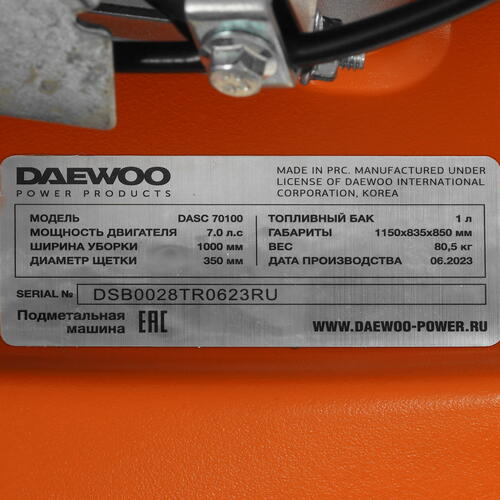 DAEWOO
POWER PRODUCTS
MADE IN PRC. MANUFACTURED UNDER
LICENSE OF DAEWOO INTERNATIONAL
CORPORATION, KOREA
МОДЕЛЬ DASC 70100
МОЩНОСТЬ ДВИГАТЕЛЯ 7.0 л.с
ШИРИНА УБОРКИ 1000 мм
ДИАМЕТР ЩЕТКИ 350 мм
ТОПЛИВНЫЙ БАК 1 л
ГАБАРИТЫ 1150x835x850 мм
ВЕС 80,5 кг
ДАТА ПРОИЗВОДСТВА 06.2023
SERIAL № DSB0028TR0623RU
Подметальная
машина
EAC
WWW.DAEWOO-POWER.RU